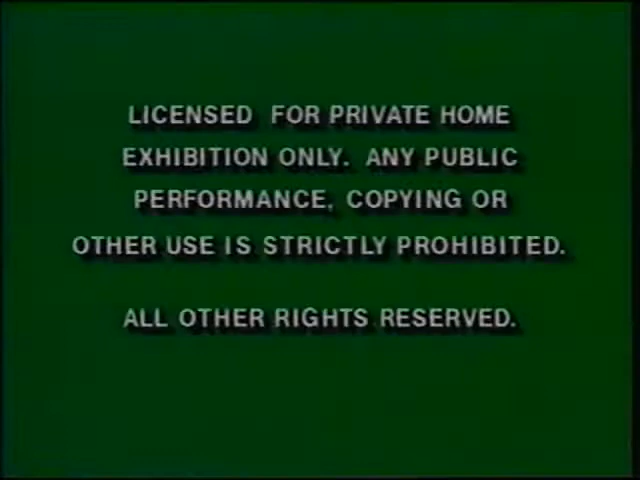 LICENSED FOR PRIVATE HOME
EXHIBITION ONLY. ANY PUBLIC
PERFORMANCE, COPYING OR
OTHER USE IS STRICTLY PROHIBITED.
ALL OTHER RIGHTS RESERVED.